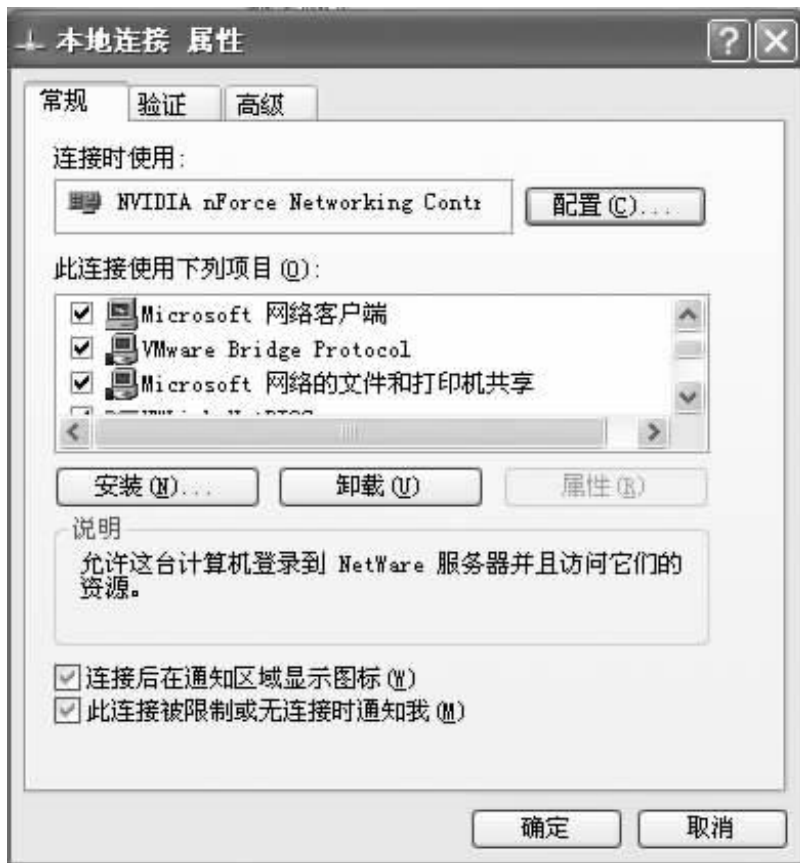 本地连接 属性
常规 验证 高级
连接时使用:
NVIDIA nForce Networking Contr
配置(C)...
此连接使用下列项目(O):
Microsoft 网络客户端
VMware Bridge Protocol
Microsoft 网络的文件和打印机共享
安装(N)... 卸载(U) 属性(R)
说明
允许这台计算机登录到 NetWare 服务器并且访问它们的
资源。
连接后在通知区域显示图标(W)
此连接被限制或无连接时通知我(M)
确定 取消